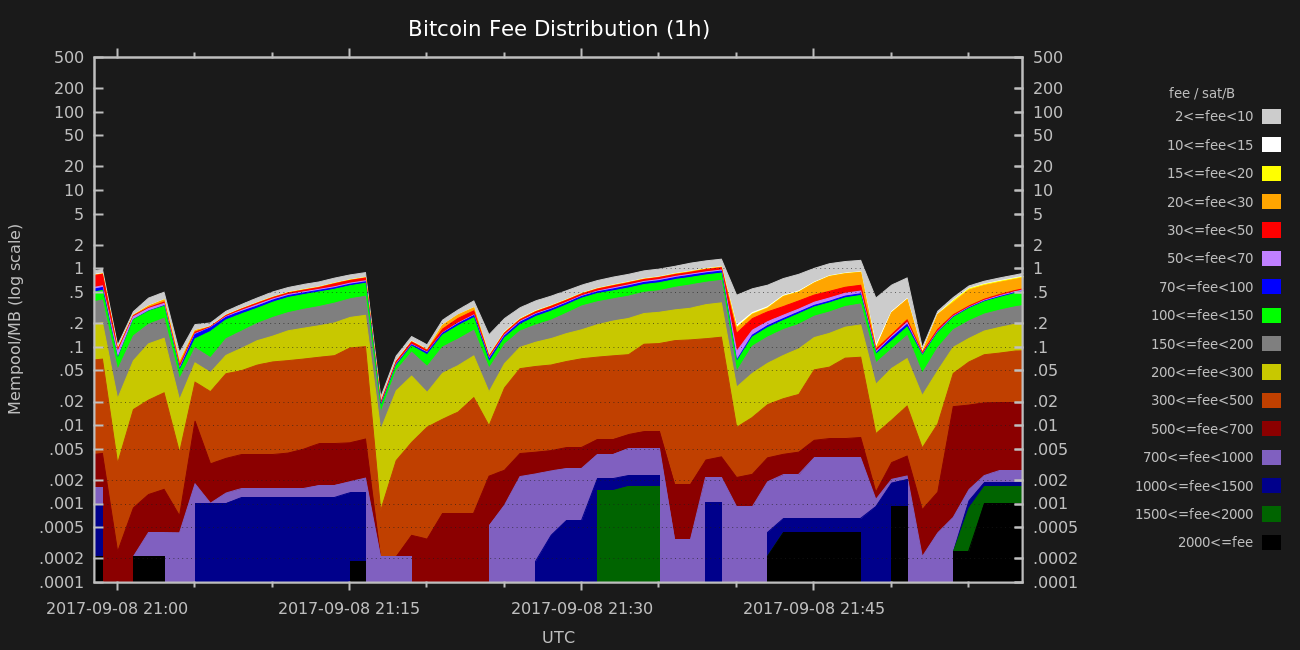 Bitcoin Fee Distribution (1h)
Mempool/MB (log scale)
500
200
100
50
20
10
5
2
1
.5
.2
.1
.05
.02
.01
.005
.002
.001
.0005
.0002
.0001
500
200
100
50
20
10
5
2
1
.5
.2
.1
.05
.02
.01
.005
.002
.001
.0005
.0002
.0001
2017-09-08 21:00
2017-09-08 21:15
2017-09-08 21:30
2017-09-08 21:45
UTC
fee / sat/B
2<=fee<10
10<=fee<15
15<=fee<20
20<=fee<30
30<=fee<50
50<=fee<70
70<=fee<100
100<=fee<150
150<=fee<200
200<=fee<300
300<=fee<500
500<=fee<700
700<=fee<1000
1000<=fee<1500
1500<=fee<2000
2000<=fee